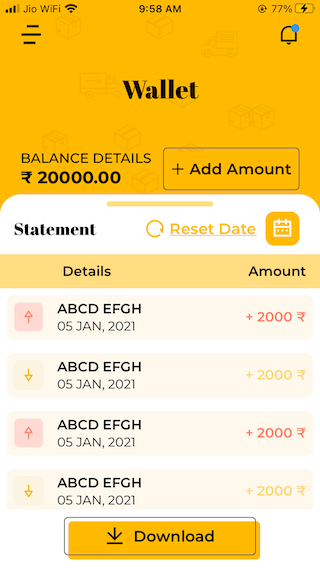 Jio WiFi 9:58 AM 77%
Wallet
BALANCE DETAILS
₹ 20000.00
+ Add Amount
Statement Reset Date
Details Amount
ABCD EFGH
05 JAN, 2021
+ 2000 ₹
ABCD EFGH
05 JAN, 2021
+ 2000 ₹
ABCD EFGH
05 JAN, 2021
+ 2000 ₹
ABCD EFGH
05 JAN, 2021
+ 2000 ₹
Download